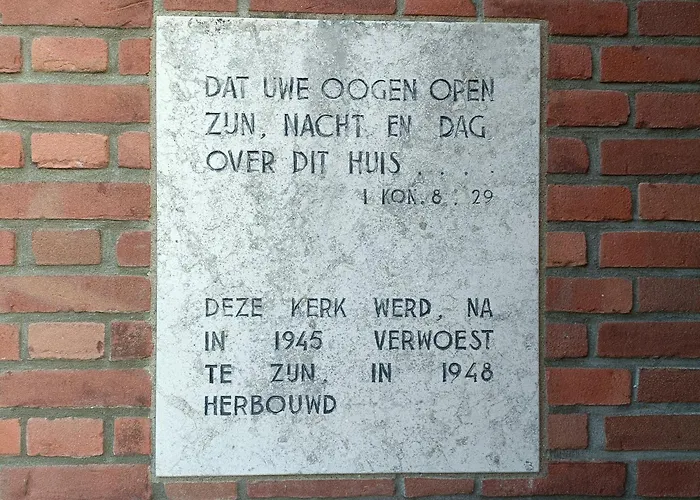 DAT UWE OOGEN OPEN
ZIJN, NACHT EN DAG
OVER DIT HUIS . . . .
I KON. 8 : 29
DEZE KERK WERD, NA
IN 1945 VERWOEST
TE ZIJN, IN 1948
HERBOUWD